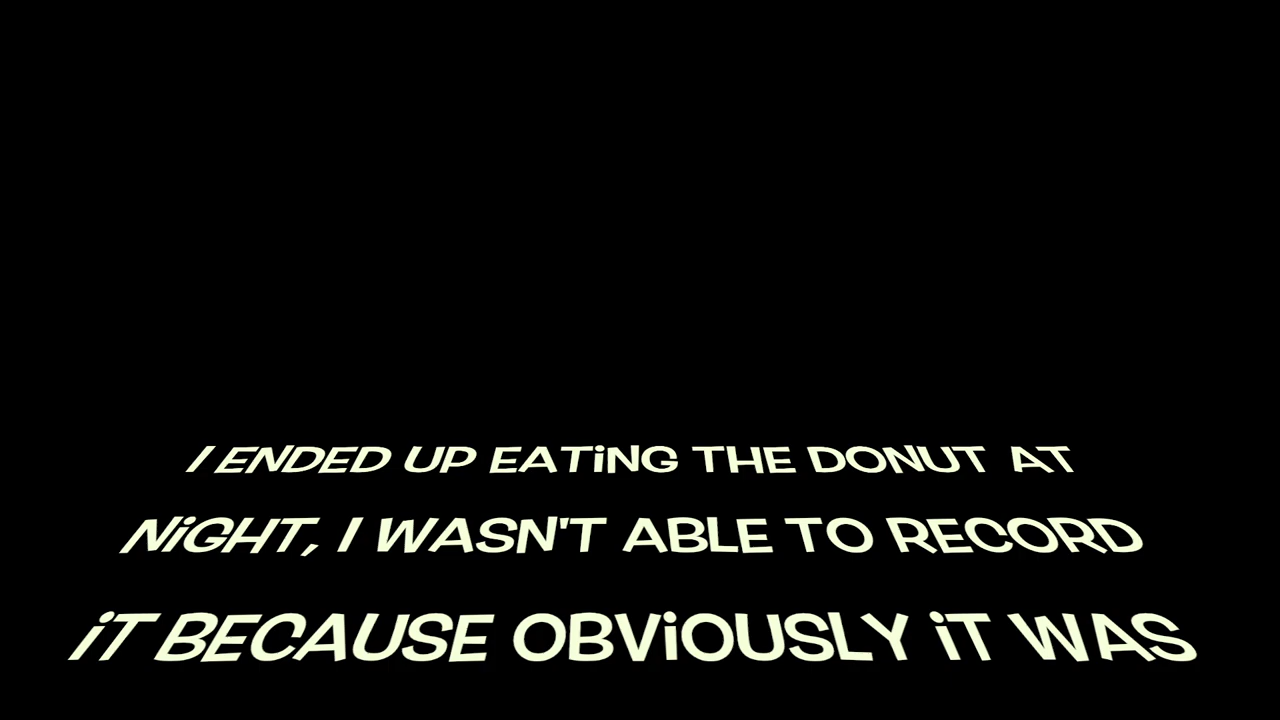 I ENDED UP EATiNG THE DONUT AT
NiGHT, I WASN'T ABLE TO RECORD
iT BECAUSE OBViOUSLY iT WAS